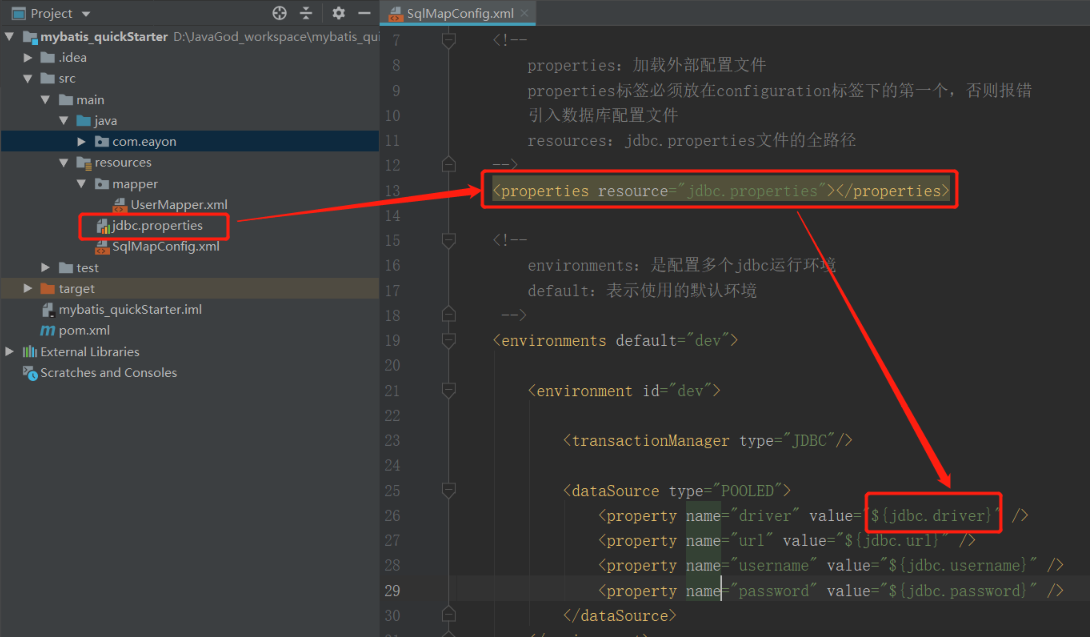 Project
mybatis_quickStarter D:\JavaGod_workspace\mybatis_qui
.idea
src
main
java
com.eayon
resources
mapper
UserMapper.xml
jdbc.properties
SqlMapConfig.xml
test
target
mybatis_quickStarter.iml
pom.xml
External Libraries
Scratches and Consoles
SqlMapConfig.xml
7 <!--
8 properties：加载外部配置文件
9 properties标签必须放在configuration标签下的第一个，否则报错
10 引入数据库配置文件
11 resources：jdbc.properties文件的全路径
12 -->
13 <properties resource="jdbc.properties"></properties>
14
15 <!--
16 environments：是配置多个jdbc运行环境
17 default：表示使用的默认环境
18 -->
19 <environments default="dev">
20
21 <environment id="dev">
22
23 <transactionManager type="JDBC"/>
24
25 <dataSource type="POOLED">
26 <property name="driver" value="${jdbc.driver}" />
27 <property name="url" value="${jdbc.url}" />
28 <property name="username" value="${jdbc.username}" />
29 <property name="password" value="${jdbc.password}" />
30 </dataSource>